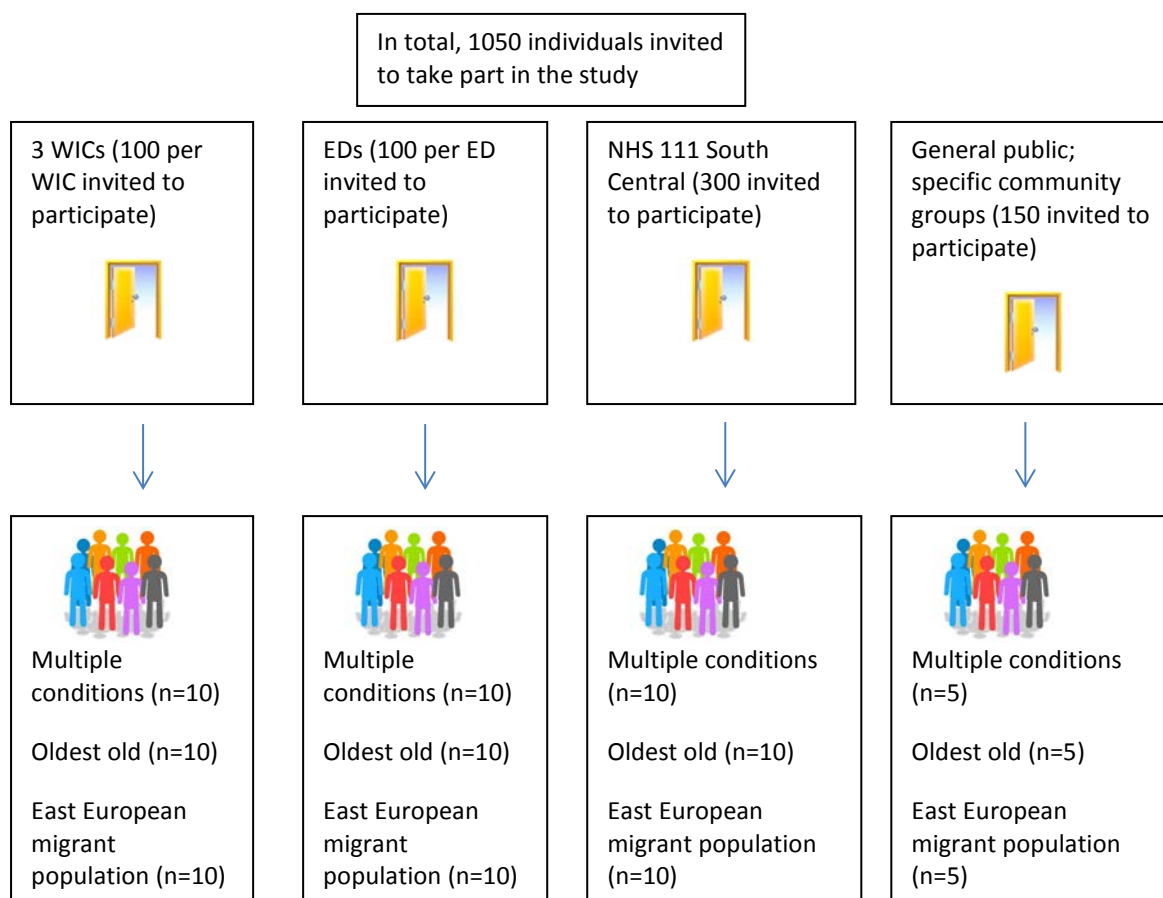 In total, 1050 individuals invited
to take part in the study
3 WICs (100 per
WIC invited to
participate)
EDs (100 per ED
invited to
participate)
NHS 111 South
Central (300 invited
to participate)
General public;
specific community
groups (150 invited to
participate)
Multiple
conditions (n=10)
Oldest old (n=10)
East European
migrant
population (n=10)
Multiple
conditions (n=10)
Oldest old (n=10)
East European
migrant
population (n=10)
Multiple conditions
(n=10)
Oldest old (n=10)
East European
migrant population
(n=10)
Multiple conditions
(n=5)
Oldest old (n=5)
East European
migrant population
(n=5)